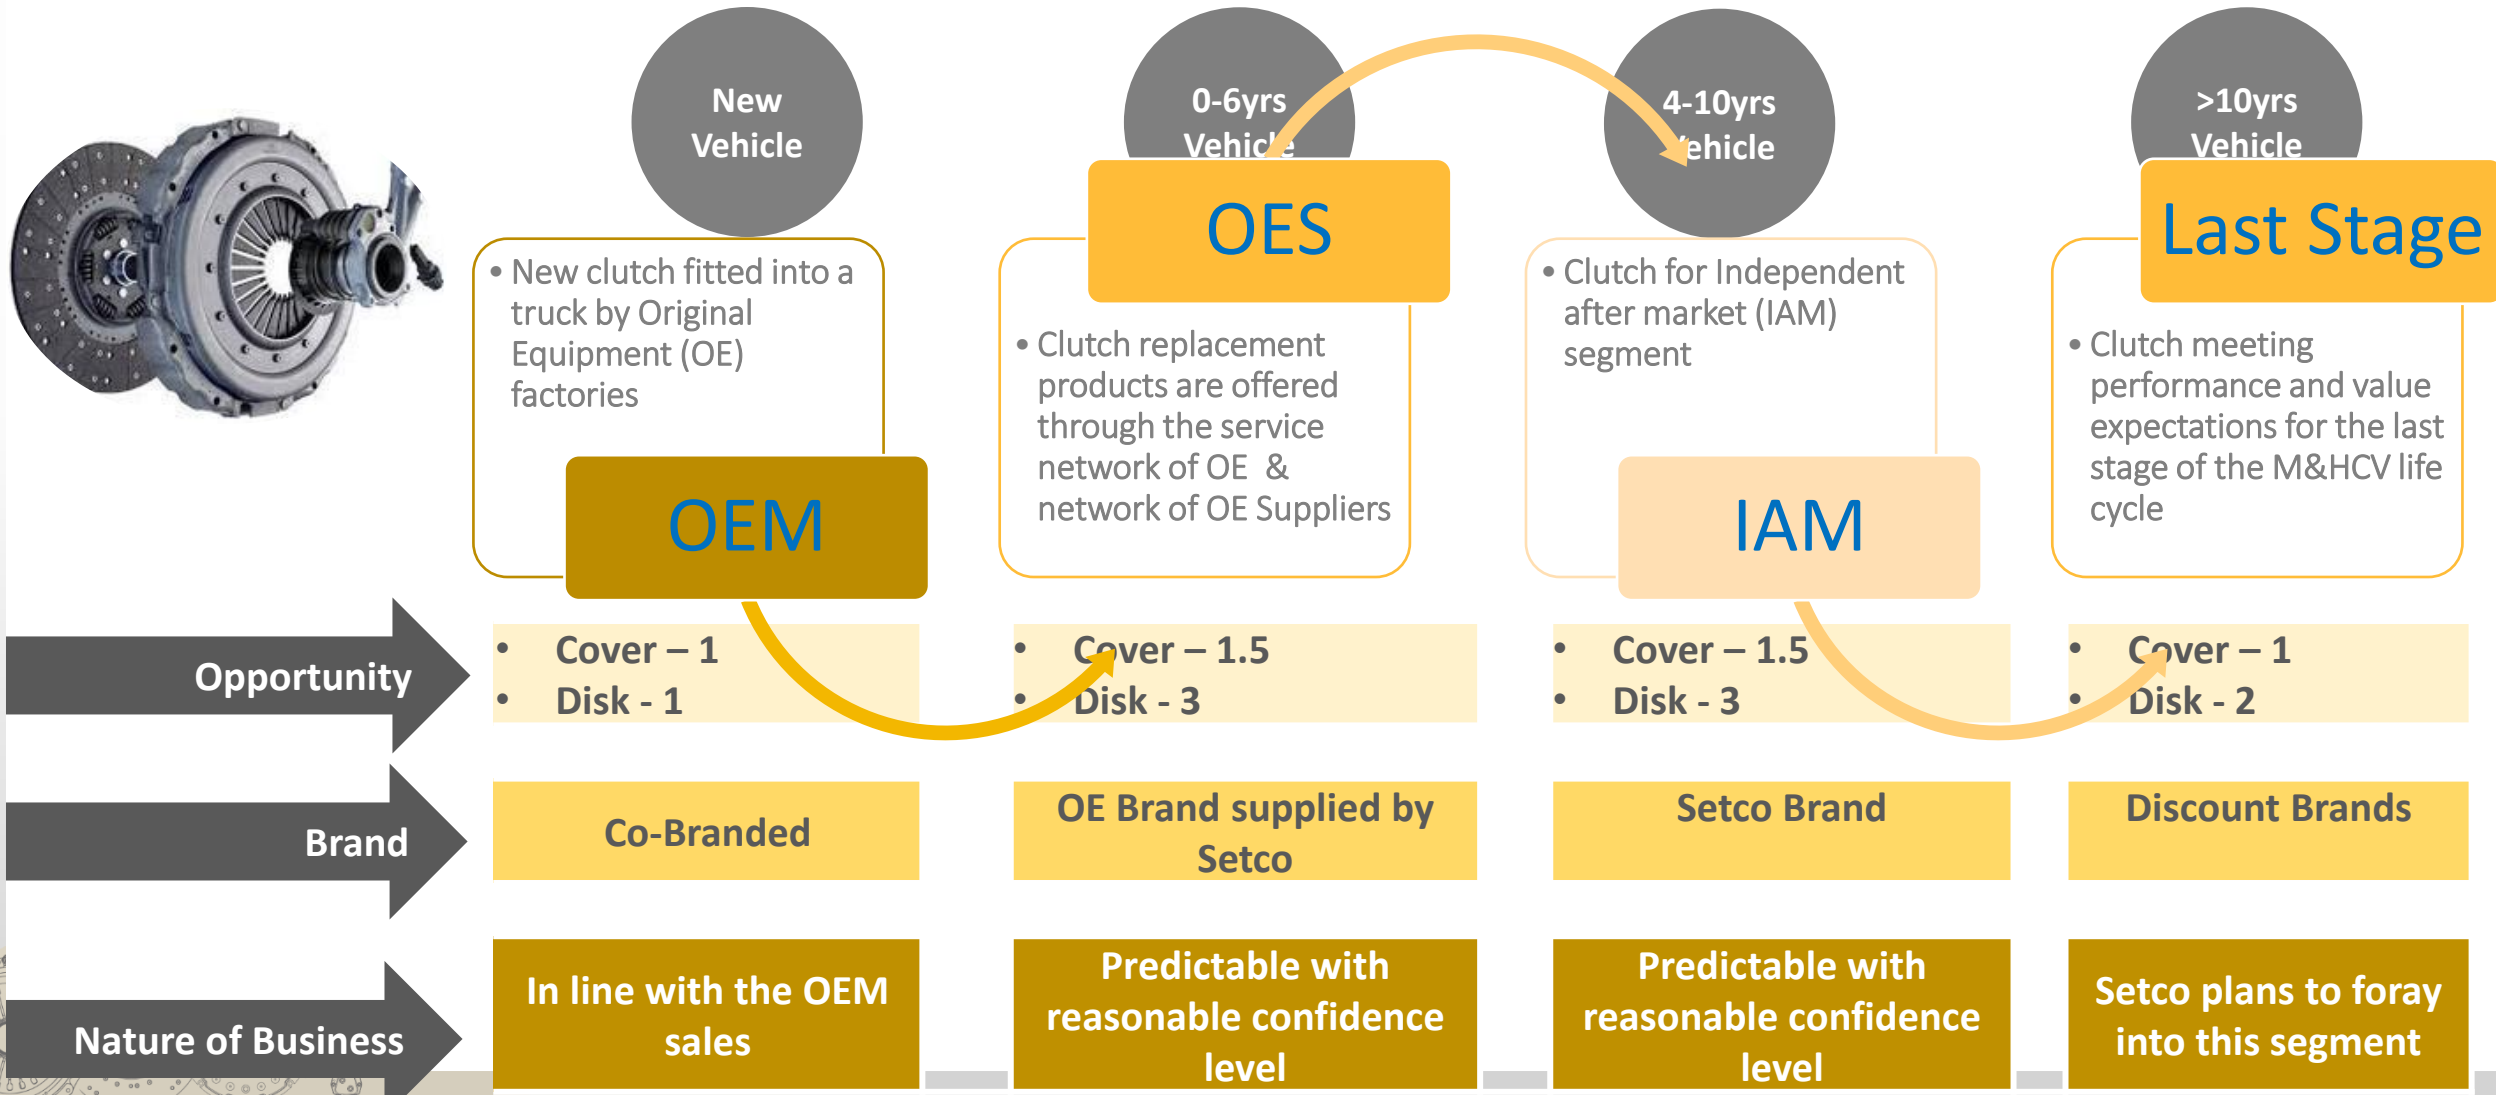 New
Vehicle
0-6yrs
Vehicle
4-10yrs
Vehicle
>10yrs
Vehicle
• New clutch fitted into a
truck by Original
Equipment (OE)
factories
OEM
OES
• Clutch replacement
products are offered
through the service
network of OE &
network of OE Suppliers
• Clutch for Independent
after market (IAM)
segment
IAM
Last Stage
• Clutch meeting
performance and value
expectations for the last
stage of the M&HCV life
cycle
Opportunity
• Cover – 1
• Disk - 1
• Cover – 1.5
• Disk - 3
• Cover – 1.5
• Disk - 3
• Cover – 1
• Disk - 2
Brand
Co-Branded
OE Brand supplied by
Setco
Setco Brand
Discount Brands
Nature of Business
In line with the OEM
sales
Predictable with
reasonable confidence
level
Predictable with
reasonable confidence
level
Setco plans to foray
into this segment